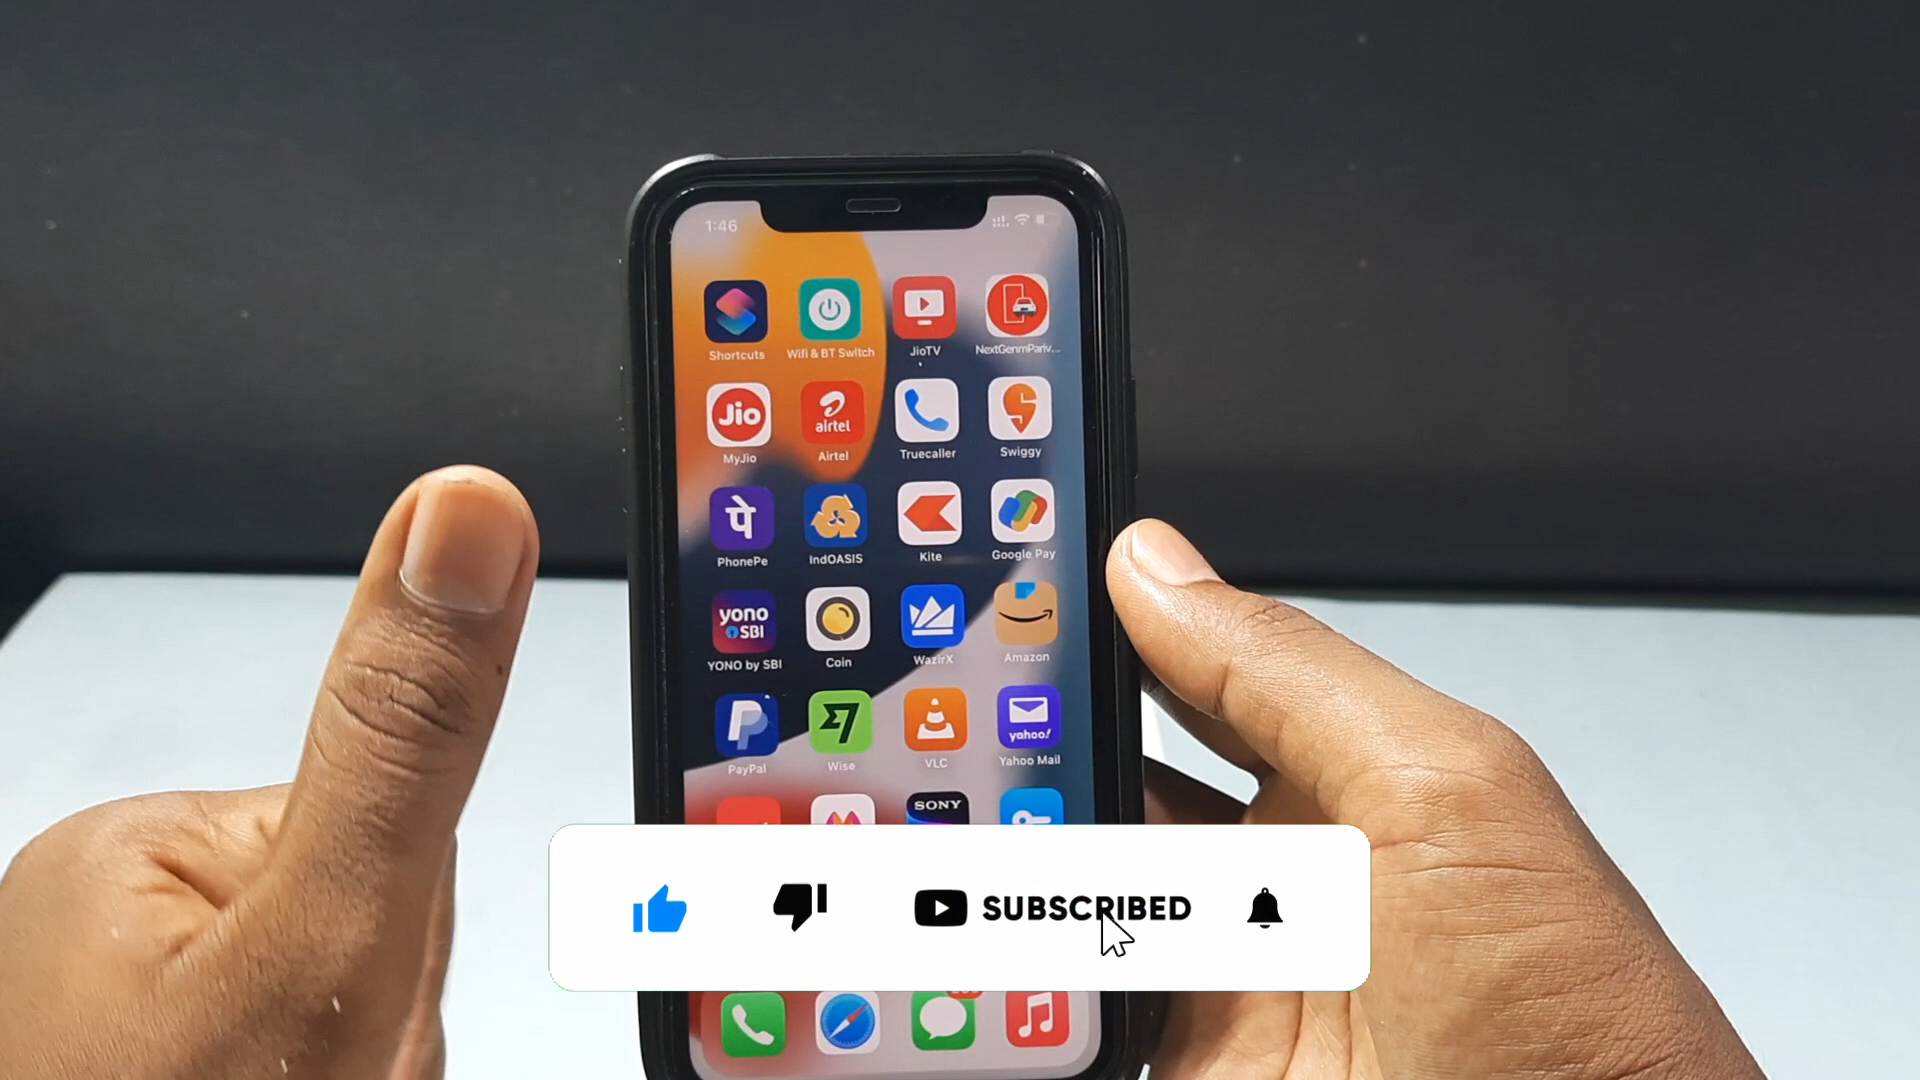 1:46
Shortcuts
Wifi & BT Switch
JioTV
NextGenmPariv...
Jio
airtel
MyJio
Airtel
Truecaller
Swiggy
पे
PhonePe
IndOASIS
Kite
Google Pay
yono
SBI
YONO by SBI
Coin
WazirX
Amazon
yahoo!
PayPal
Wise
VLC
Yahoo Mail
SONY
SUBSCRIBED